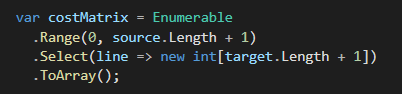 var costMatrix = Enumerable
.Range(0, source.Length + 1)
.Select(line => new int[target.Length + 1])
.ToArray();